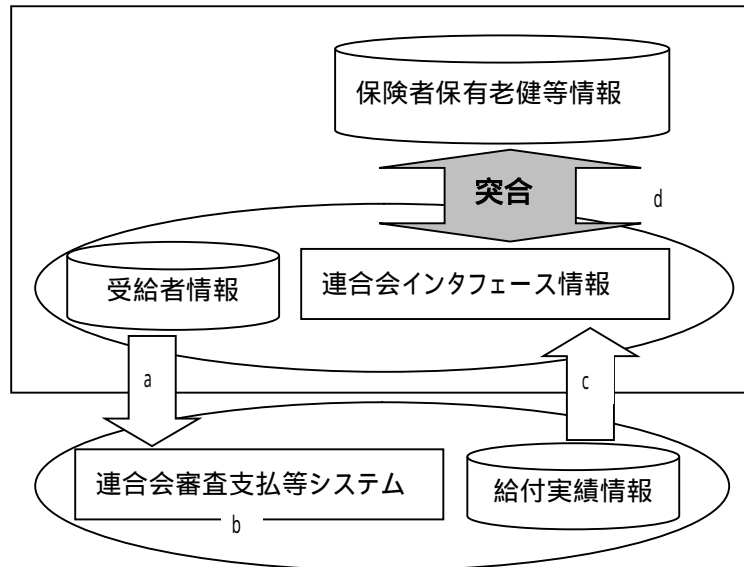 保険者保有老健等情報
突合
d
受給者情報
連合会インタフェース情報
a
c
連合会審査支払等システム
給付実績情報
b